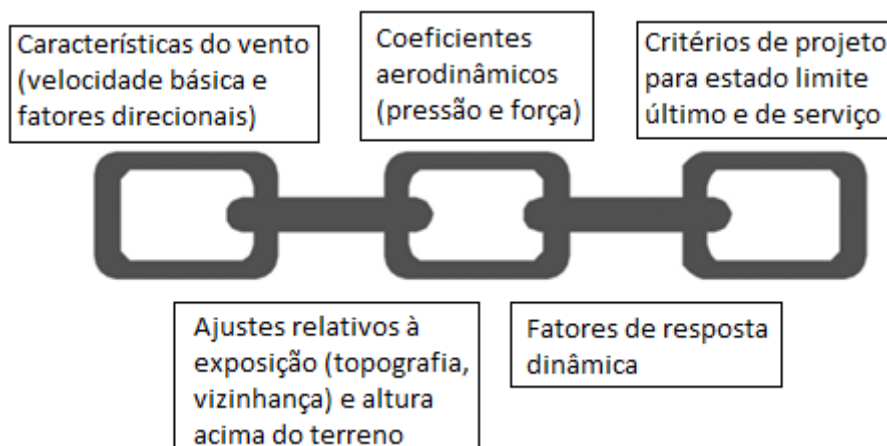 Características do vento
(velocidade básica e
fatores direcionais)
Coeficientes
aerodinâmicos
(pressão e força)
Critérios de projeto
para estado limite
último e de serviço
Ajustes relativos à
exposição (topografia,
vizinhança) e altura
acima do terreno
Fatores de resposta
dinâmica